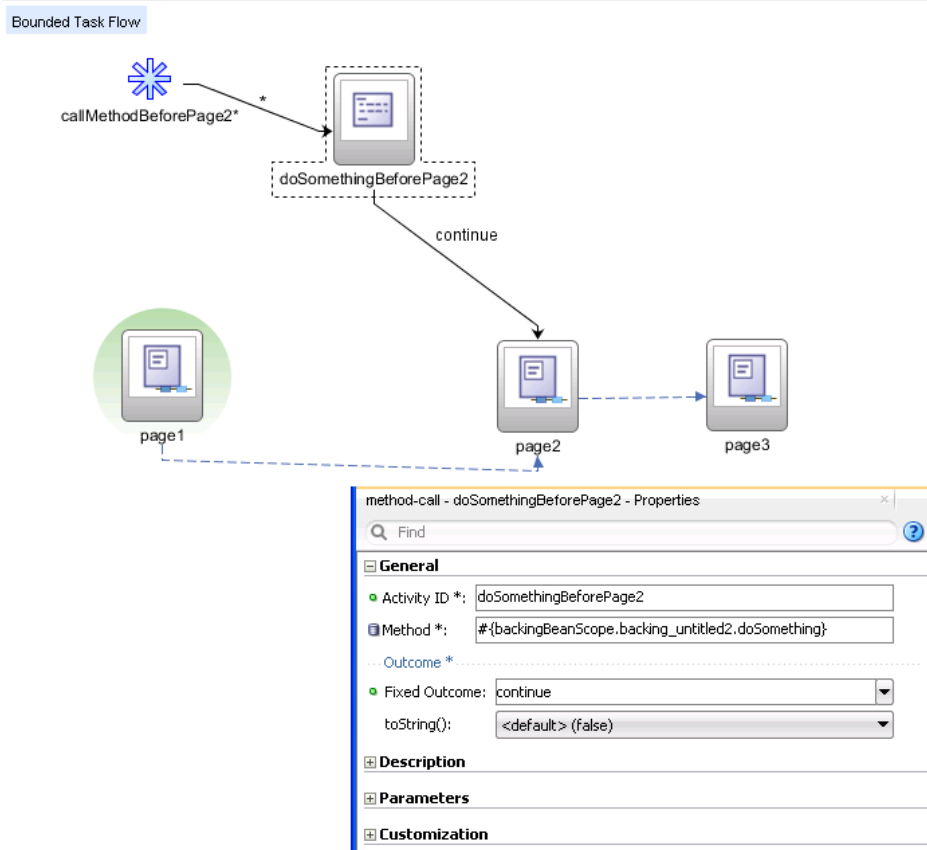 Bounded Task Flow
*
callMethodBeforePage2*
doSomethingBeforePage2
continue
page1
page2
page3
method-call - doSomethingBeforePage2 - Properties
Find
General
Activity ID *: doSomethingBeforePage2
Method *: #{backingBeanScope.backing_untitled2.doSomething}
Outcome *
Fixed Outcome: continue
toString(): <default> (false)
Description
Parameters
Customization